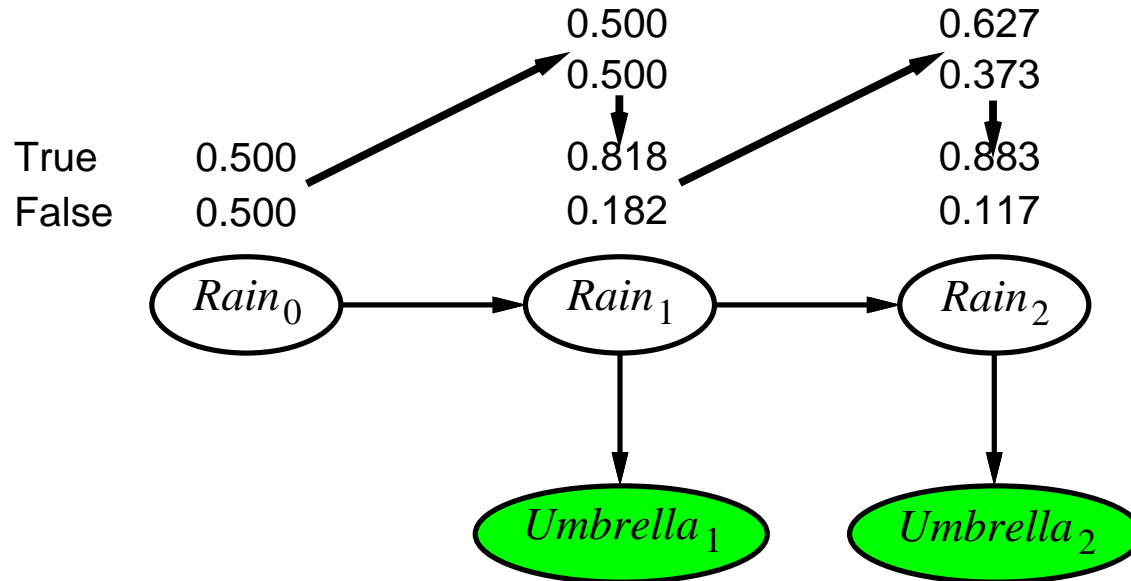 0.500 0.627
0.500 0.373
True 0.500 0.818 0.883
False 0.500 0.182 0.117
Rain0 Rain1 Rain2
Umbrella1 Umbrella2